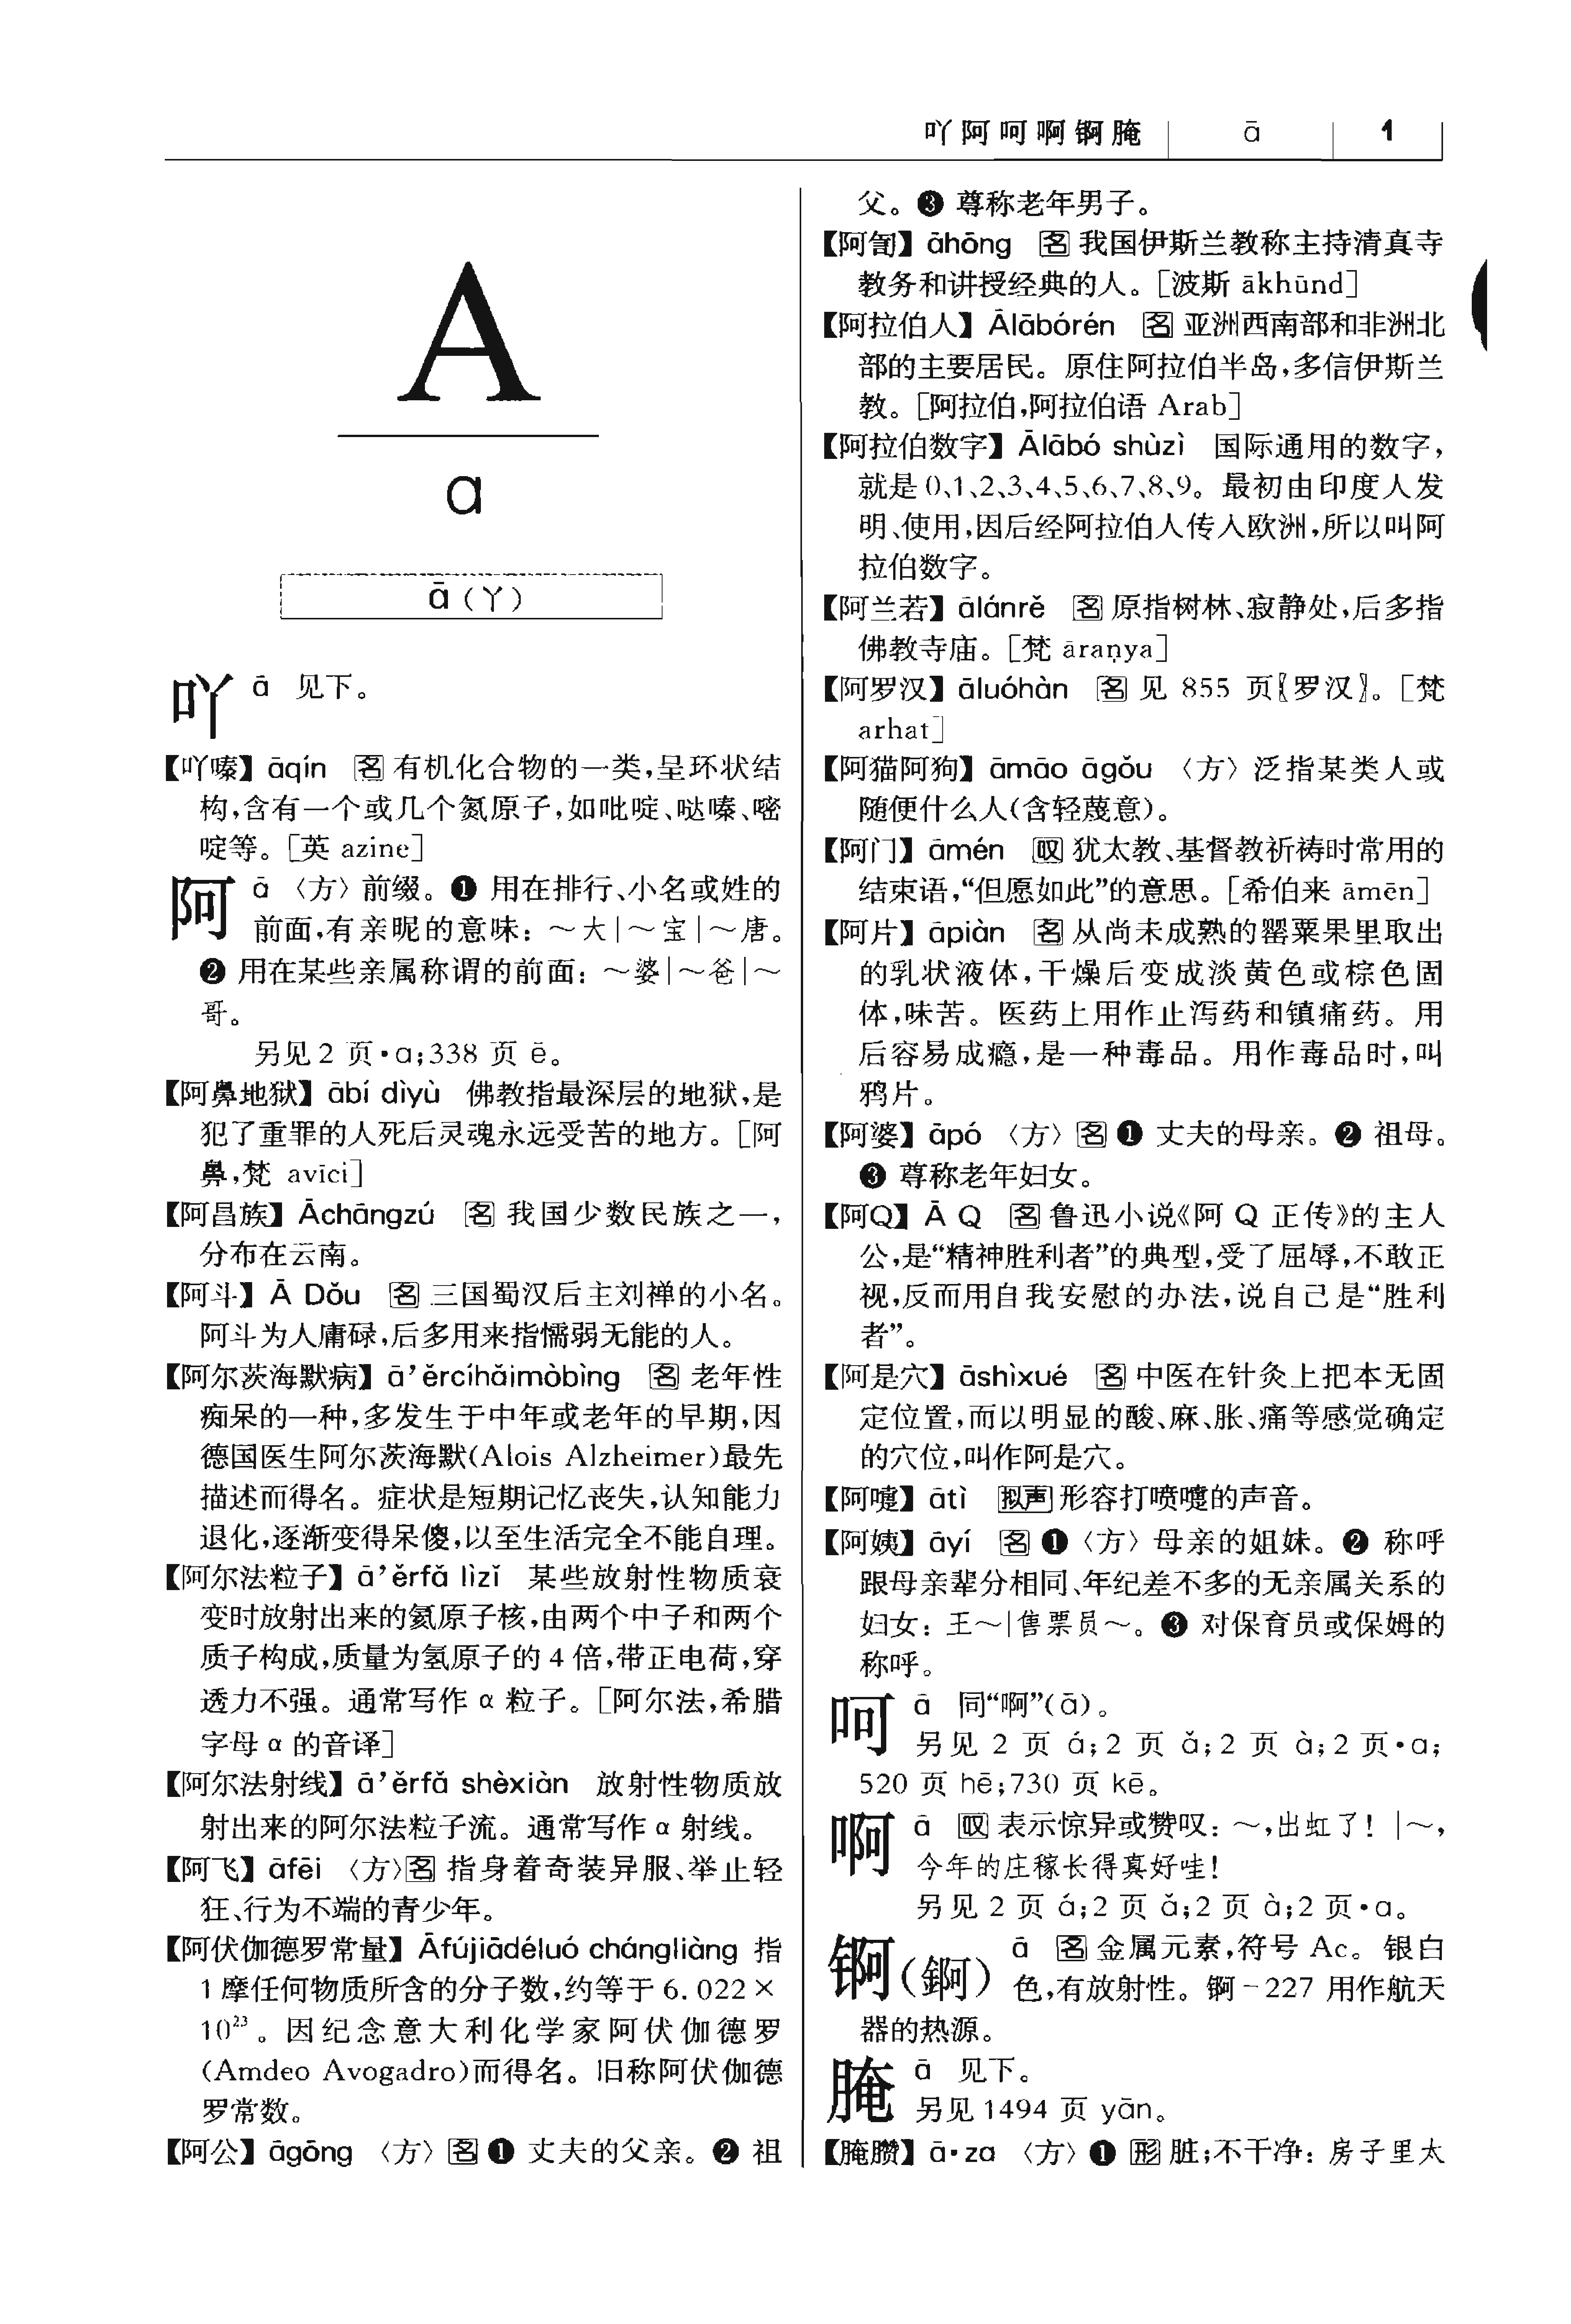 吖阿呵啊锕腌 ā 1
A
a
ā(ㄚ)
吖 ā 见下。
【吖嗪】āqín 名 有机化合物的一类,呈环状结
构,含有一个或几个氮原子,如吡啶、哒嗪、嘧
啶等。[英 azine]
阿 ā 〈方〉前缀。❶ 用在排行、小名或姓的
前面,有亲昵的意味:~大|~宝|~唐。
❷ 用在某些亲属称谓的前面:~婆|~爸|~
哥。
另见2 页•a;338 页 ē。
【阿鼻地狱】ābí dìyù 佛教指最深层的地狱,是
犯了重罪的人死后灵魂永远受苦的地方。[阿
鼻,梵 avīci]
【阿昌族】Āchāngzú 名 我国少数民族之一,
分布在云南。
【阿斗】Ā Dǒu 名 三国蜀汉后主刘禅的小名。
阿斗为人庸碌,后多用来指懦弱无能的人。
【阿尔茨海默病】ā’ěrcíhǎimòbìng 名 老年性
痴呆的一种,多发生于中年或老年的早期,因
德国医生阿尔茨海默(Alois Alzheimer)最先
描述而得名。症状是短期记忆丧失,认知能力
退化,逐渐变得呆傻,以至生活完全不能自理。
【阿尔法粒子】ā’ěrfǎ lìzǐ 某些放射性物质衰
变时放射出来的氦原子核,由两个中子和两个
质子构成,质量为氢原子的 4 倍,带正电荷,穿
透力不强。通常写作 α 粒子。[阿尔法,希腊
字母 α 的音译]
【阿尔法射线】ā’ěrfǎ shèxiàn 放射性物质放
射出来的阿尔法粒子流。通常写作 α 射线。
【阿飞】āfēi 〈方〉名 指身着奇装异服、举止轻
狂、行为不端的青少年。
【阿伏伽德罗常量】Āfújiādéluó chángliàng 指
1 摩任何物质所含的分子数,约等于 6.022×
10²³。因纪念意大利化学家阿伏伽德罗
(Amdeo Avogadro)而得名。旧称阿伏伽德
罗常数。
【阿公】āgōng 〈方〉名 ❶ 丈夫的父亲。❷ 祖
父。❸ 尊称老年男子。
【阿訇】āhōng 名 我国伊斯兰教称主持清真寺
教务和讲授经典的人。[波斯 ākhūnd]
【阿拉伯人】Ālābórén 名 亚洲西南部和非洲北
部的主要居民。原住阿拉伯半岛,多信伊斯兰
教。[阿拉伯,阿拉伯语 Arab]
【阿拉伯数字】Ālābó shùzì 国际通用的数字,
就是 0、1、2、3、4、5、6、7、8、9。最初由印度人发
明、使用,因后经阿拉伯人传入欧洲,所以叫阿
拉伯数字。
【阿兰若】ālánrě 名 原指树林、寂静处,后多指
佛教寺庙。[梵 āraṇya]
【阿罗汉】āluóhàn 名 见 855 页〖罗汉〗。[梵
arhat]
【阿猫阿狗】āmāo āgǒu 〈方〉泛指某类人或
随便什么人(含轻蔑意)。
【阿门】āmén 叹 犹太教、基督教祈祷时常用的
结束语,“但愿如此”的意思。[希伯来 āmēn]
【阿片】āpiàn 名 从尚未成熟的罂粟果里取出
的乳状液体,干燥后变成淡黄色或棕色固
体,味苦。医药上用作止泻药和镇痛药。用
后容易成瘾,是一种毒品。用作毒品时,叫
鸦片。
【阿婆】āpó 〈方〉名 ❶ 丈夫的母亲。❷ 祖母。
❸ 尊称老年妇女。
【阿Q】Ā Q 名 鲁迅小说《阿 Q 正传》的主人
公,是“精神胜利者”的典型,受了屈辱,不敢正
视,反而用自我安慰的办法,说自己是“胜利
者”。
【阿是穴】āshìxué 名 中医在针灸上把本无固
定位置,而以明显的酸、麻、胀、痛等感觉确定
的穴位,叫作阿是穴。
【阿嚏】ātì 拟声 形容打喷嚏的声音。
【阿姨】āyí 名 ❶〈方〉母亲的姐妹。❷ 称呼
跟母亲辈分相同、年纪差不多的无亲属关系的
妇女:王~|售票员~。❸ 对保育员或保姆的
称呼。
呵 ā 同“啊”(ā)。
另见 2 页 á;2 页 ǎ;2 页 à;2 页•a;
520 页 hē;730 页 kē。
啊 ā 叹 表示惊异或赞叹:~,出虹了! |~,
今年的庄稼长得真好哇!
另见 2 页 á;2 页 ǎ;2 页 à;2 页•a。
锕(錒) ā 名 金属元素,符号 Ac。银白
色,有放射性。锕-227 用作航天
器的热源。
腌 ā 见下。
另见1494 页 yān。
【腌臜】ā•za 〈方〉❶ 形 脏;不干净:房子里太